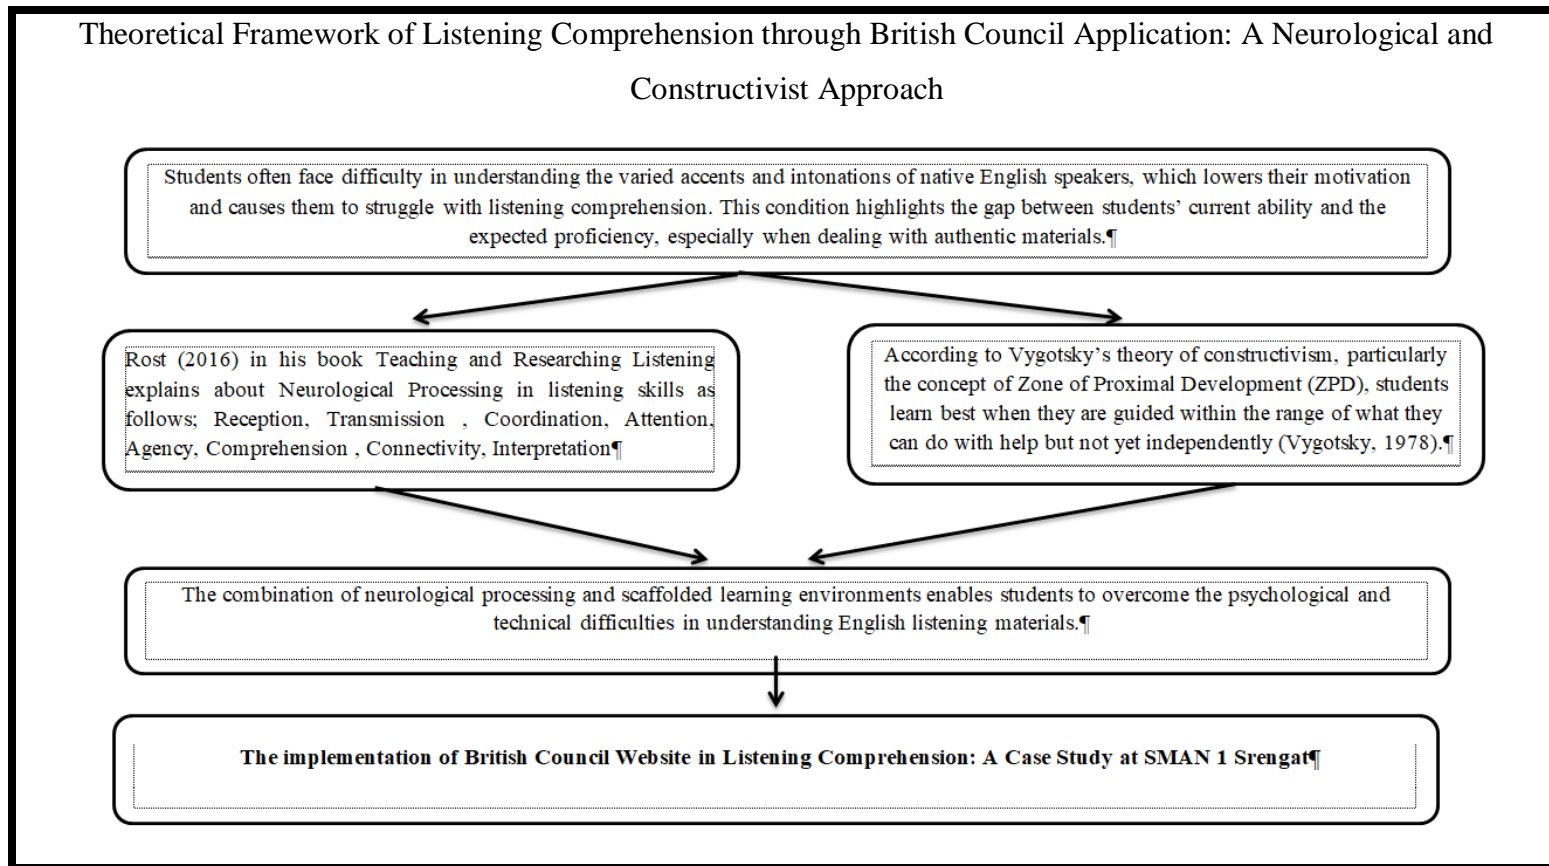 Theoretical Framework of Listening Comprehension through British Council Application: A Neurological and
Constructivist Approach
Students often face difficulty in understanding the varied accents and intonations of native English speakers, which lowers their motivation
and causes them to struggle with listening comprehension. This condition highlights the gap between students’ current ability and the
expected proficiency, especially when dealing with authentic materials.¶
Rost (2016) in his book Teaching and Researching Listening
explains about Neurological Processing in listening skills as
follows; Reception, Transmission , Coordination, Attention,
Agency, Comprehension , Connectivity, Interpretation¶
According to Vygotsky’s theory of constructivism, particularly
the concept of Zone of Proximal Development (ZPD), students
learn best when they are guided within the range of what they
can do with help but not yet independently (Vygotsky, 1978).¶
The combination of neurological processing and scaffolded learning environments enables students to overcome the psychological and
technical difficulties in understanding English listening materials.¶
The implementation of British Council Website in Listening Comprehension: A Case Study at SMAN 1 Srengat¶